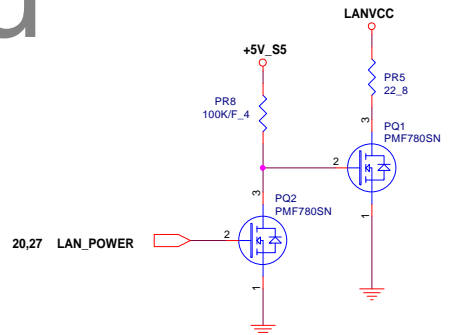 LANVCC
+5V_S5
PR5
22_8
PR8
100K/F_4
3
PQ1
PMF780SN
2
3
PQ2
PMF780SN
1
20,27 LAN_POWER
2
1